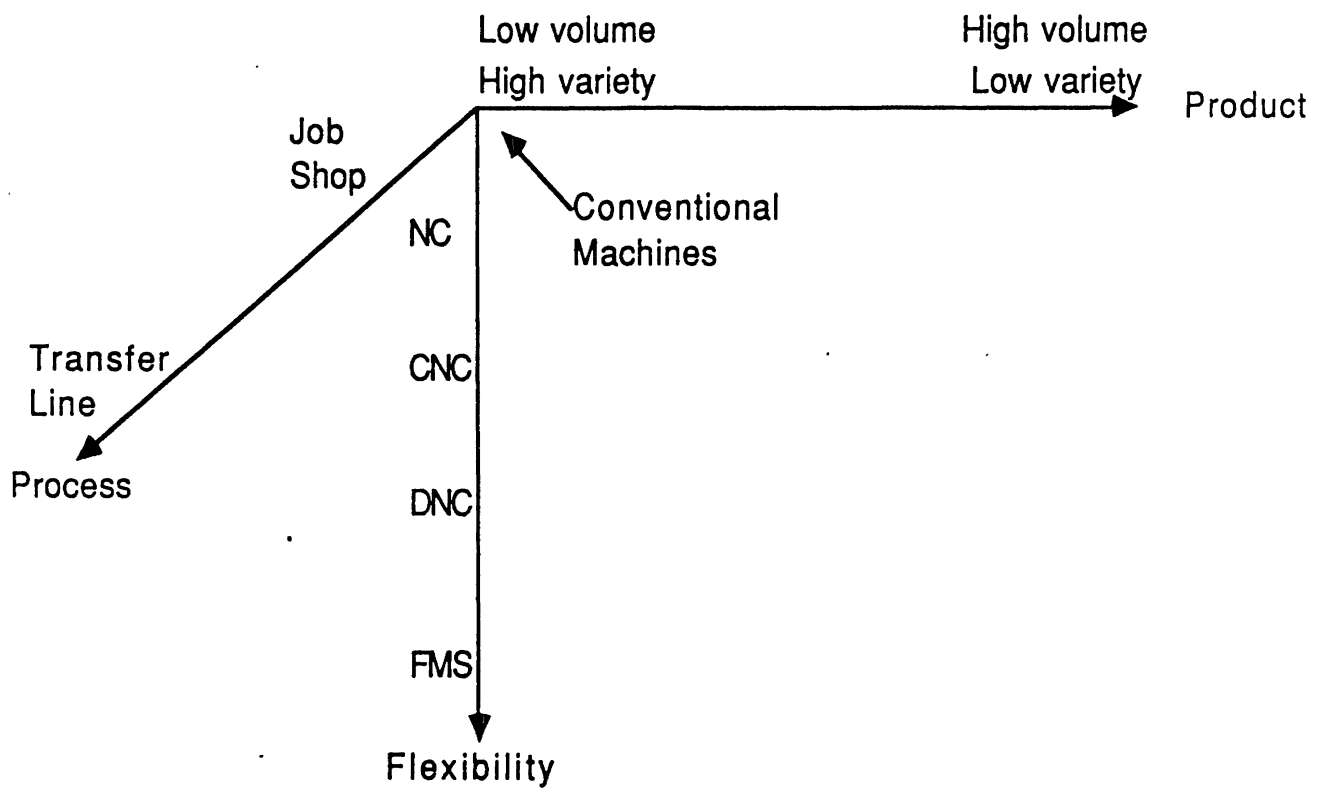 Low volume
High variety
High volume
Low variety
Product
Job
Shop
Conventional
Machines
NC
Transfer
Line
CNC
Process
DNC
FMS
Flexibility